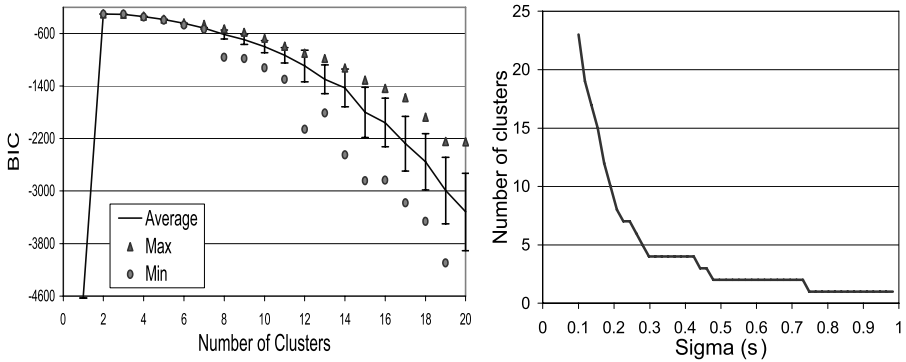 -600
-1400
-2200
-3000
-3800
-4600
BIC
Average
Max
Min
0 2 4 6 8 10 12 14 16 18 20
Number of Clusters
25
20
15
10
5
0
Number of clusters
0 0.1 0.2 0.3 0.4 0.5 0.6 0.7 0.8 0.9 1
Sigma (s)